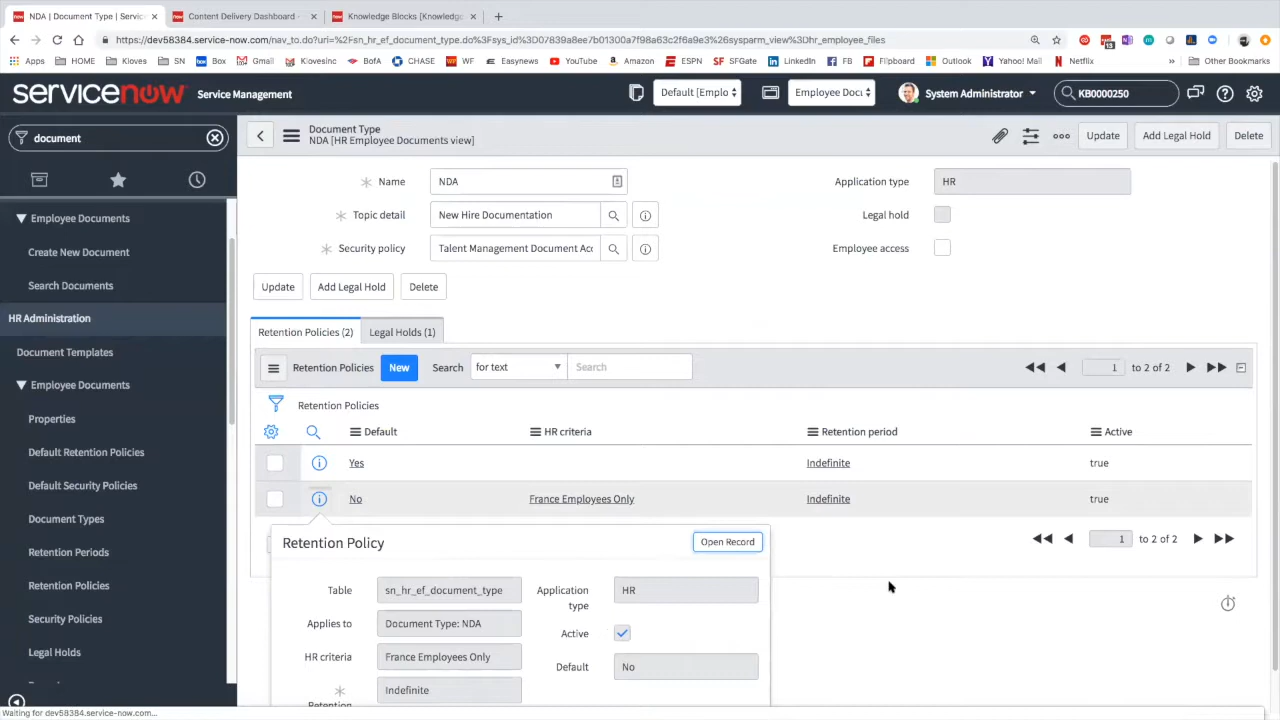 NDA | Document Type | Servic
Content Delivery Dashboard -
Knowledge Blocks [Knowledge
https://dev58384.service-now.com/nav_to.do?uri=%2Fsn_hr_ef_document_type.do%3Fsys_id%3D07839a8ee7b01300a7f98a63c2f6a9e3%26sysparm_view%3Dhr_employee_files
13
Apps
HOME
Kloves
SN
Box
Gmail
KlovesInc
BofA
CHASE
WF
Easynews
YouTube
Amazon
ESPN
SFGate
LinkedIn
FB
Flipboard
Outlook
Yahoo! Mail
Netflix
»
Other Bookmarks
servicenow
Service Management
Default [Emplo
Employee Docu
System Administrator
KB0000250
document
Document Type
NDA [HR Employee Documents view]
Update
Add Legal Hold
Delete
Employee Documents
Create New Document
Search Documents
HR Administration
Document Templates
Employee Documents
Properties
Default Retention Policies
Default Security Policies
Document Types
Retention Periods
Retention Policies
Security Policies
Legal Holds
Name
NDA
Application type
HR
Topic detail
New Hire Documentation
Legal hold
Security policy
Talent Management Document Acc
Employee access
Update
Add Legal Hold
Delete
Retention Policies (2)
Legal Holds (1)
Retention Policies
New
Search
for text
Search
1
to 2 of 2
Retention Policies
Default
HR criteria
Retention period
Active
Yes
Indefinite
true
No
France Employees Only
Indefinite
true
1
to 2 of 2
Retention Policy
Open Record
Table
sn_hr_ef_document_type
Application type
HR
Applies to
Document Type: NDA
Active
HR criteria
France Employees Only
Default
No
Indefinite
Retention
Waiting for dev58384.service-now.com...